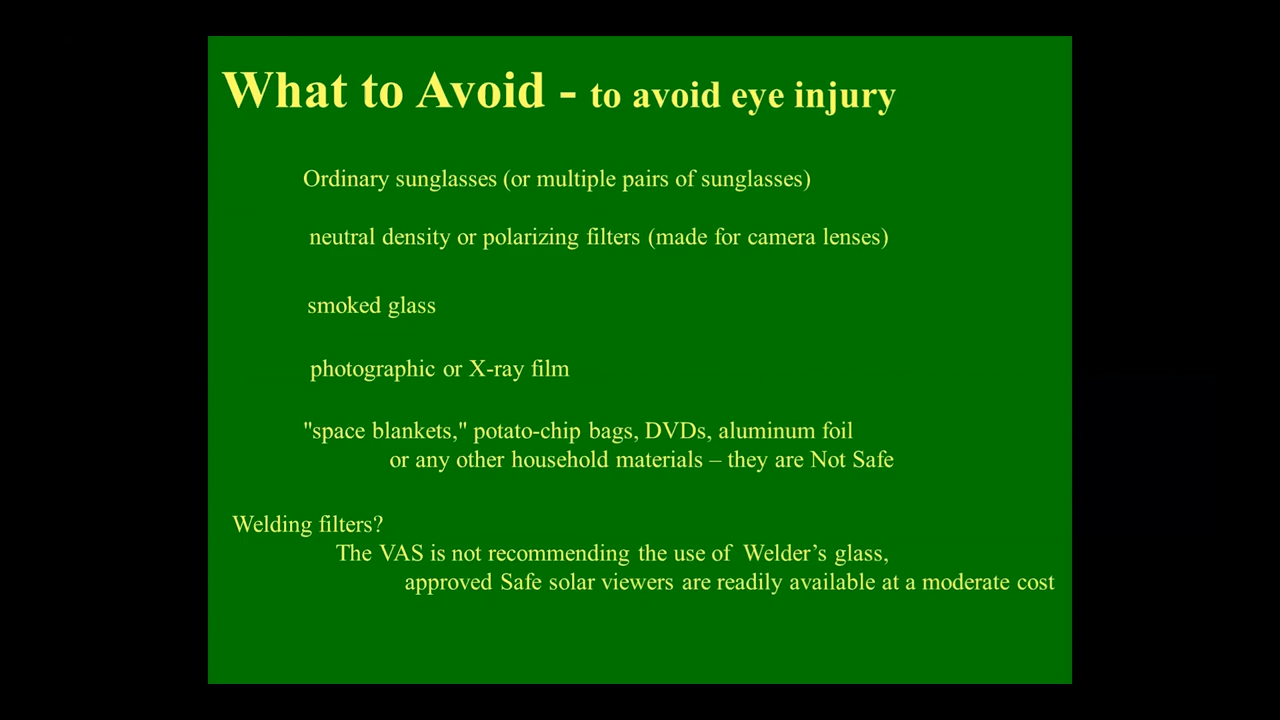 What to Avoid - to avoid eye injury
Ordinary sunglasses (or multiple pairs of sunglasses)
neutral density or polarizing filters (made for camera lenses)
smoked glass
photographic or X-ray film
"space blankets," potato-chip bags, DVDs, aluminum foil
or any other household materials – they are Not Safe
Welding filters?
The VAS is not recommending the use of Welder’s glass,
approved Safe solar viewers are readily available at a moderate cost